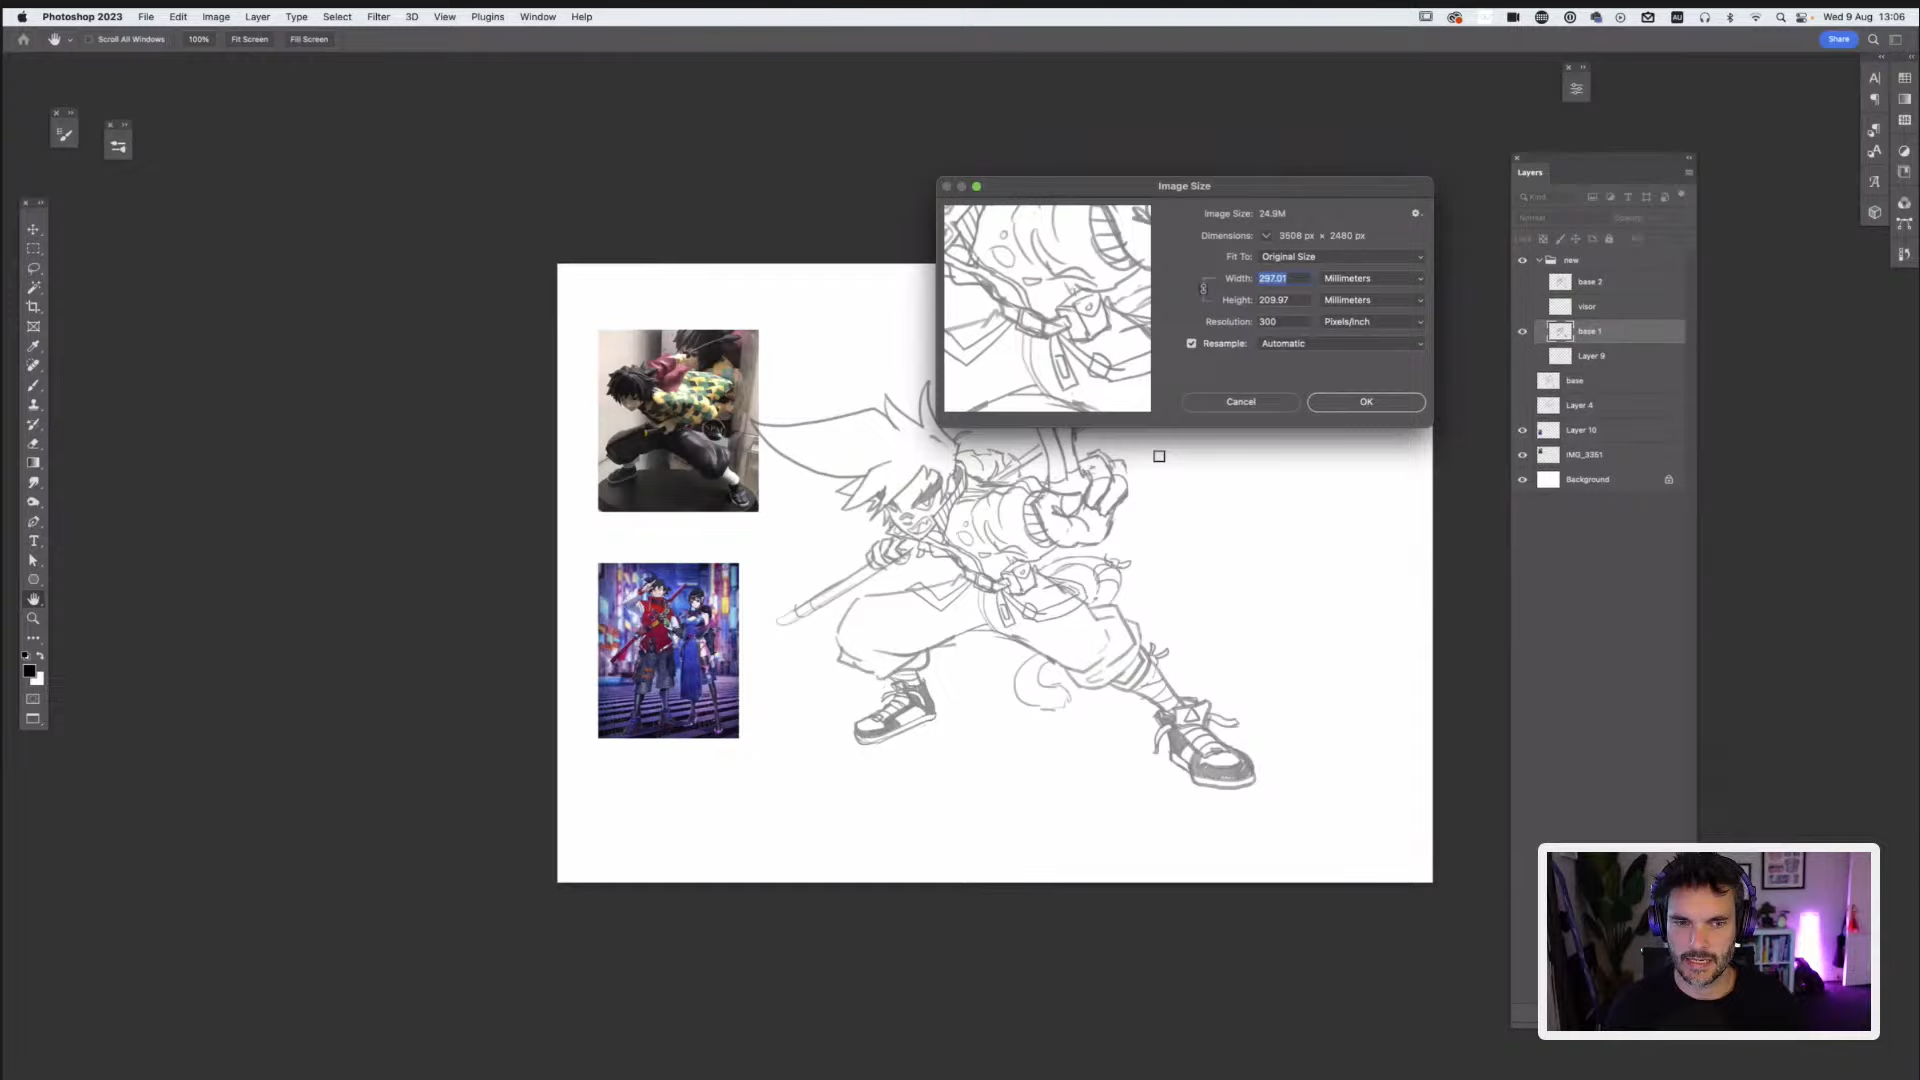 Photoshop 2023 File Edit Image Layer Type Select Filter 3D View Plugins Window Help Wed 9 Aug 13:06
Scroll All Windows 100% Fit Screen Fill Screen Share
Image Size
Image Size: 24.9M
Dimensions: 3508 px × 2480 px
Fit To: Original Size
Width: 297.01 Millimeters
Height: 209.97 Millimeters
Resolution: 300 Pixels/Inch
Resample: Automatic
Cancel OK
Layers
Kind
Normal Opacity
new
base 2
visor
base 1
Layer 9
base
Layer 4
Layer 10
IMG_3351
Background